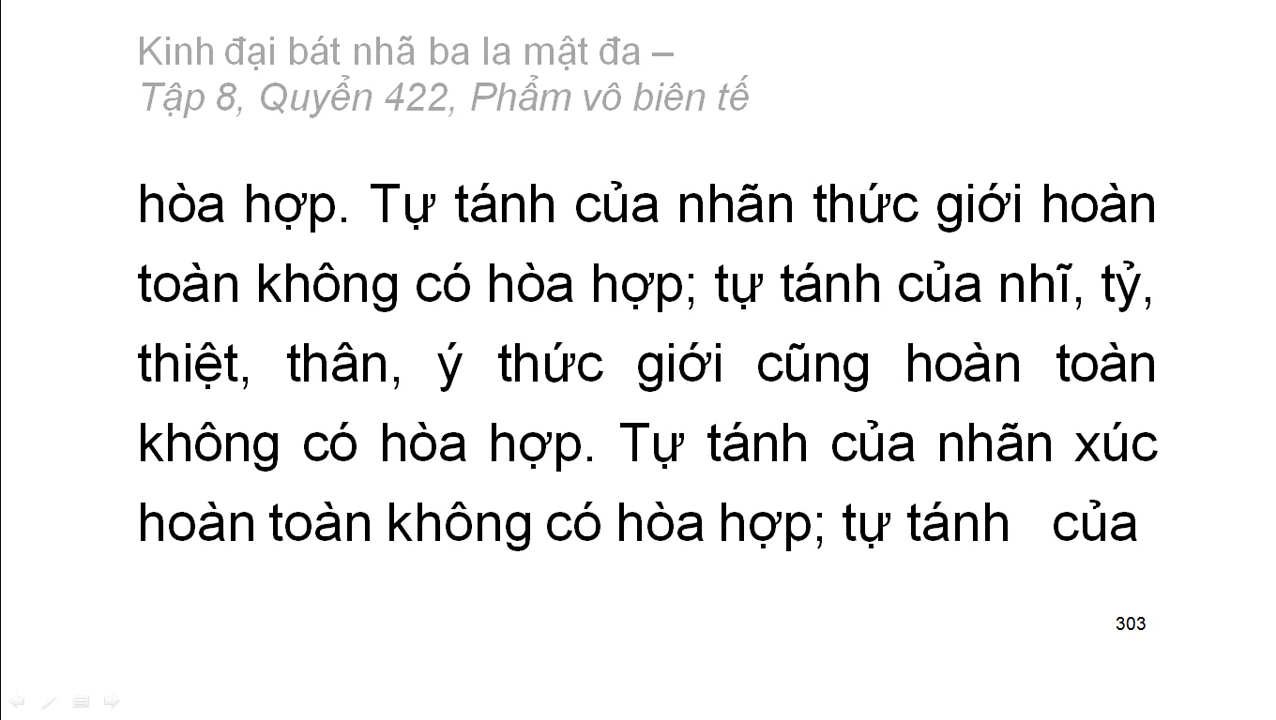 Kinh đại bát nhã ba la mật đa –
Tập 8, Quyển 422, Phẩm vô biên tế
hòa hợp. Tự tánh của nhãn thức giới hoàn
toàn không có hòa hợp; tự tánh của nhĩ, tỷ,
thiệt, thân, ý thức giới cũng hoàn toàn
không có hòa hợp. Tự tánh của nhãn xúc
hoàn toàn không có hòa hợp; tự tánh của
303